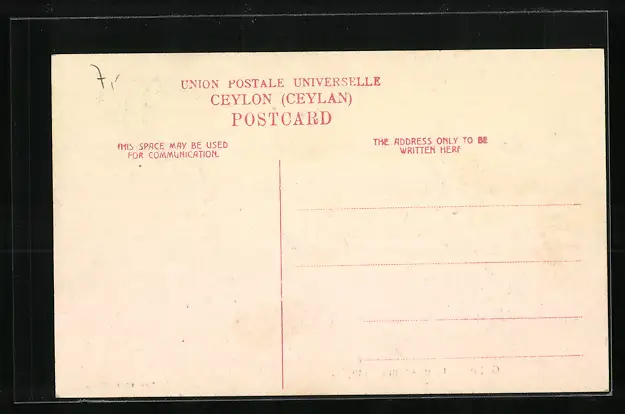 7,
UNION POSTALE UNIVERSELLE
CEYLON (CEYLAN)
POSTCARD
THIS SPACE MAY BE USED
FOR COMMUNICATION.
THE ADDRESS ONLY TO BE
WRITTEN HERE